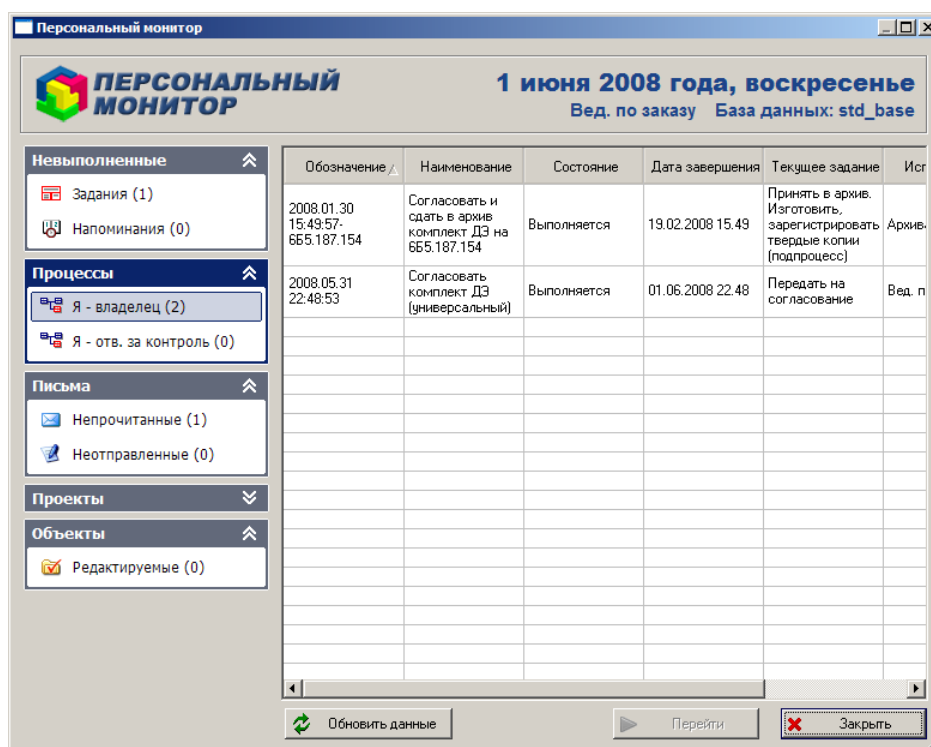 Персональный монитор
ПЕРСОНАЛЬНЫЙ
МОНИТОР
1 июня 2008 года, воскресенье
Вед. по заказу База данных: std_base
Невыполненные
Задания (1)
Напоминания (0)
Процессы
Я - владелец (2)
Я - отв. за контроль (0)
Письма
Непрочитанные (1)
Неотправленные (0)
Проекты
Объекты
Редактируемые (0)
Обозначение Наименование Состояние Дата завершения Текущее задание Исп
2008.01.30
15:49:57-
6Б5.187.154
Согласовать и
сдать в архив
комплект ДЭ на
6Б5.187.154
Выполняется
19.02.2008 15.49
Принять в архив.
Изготовить,
зарегистрировать
твердые копии
(подпроцесс)
Архив
2008.05.31
22:48:53
Согласовать
комплект ДЭ
(универсальный)
Выполняется
01.06.2008 22.48
Передать на
согласование
Вед. п
Обновить данные
Перейти
Закрыть